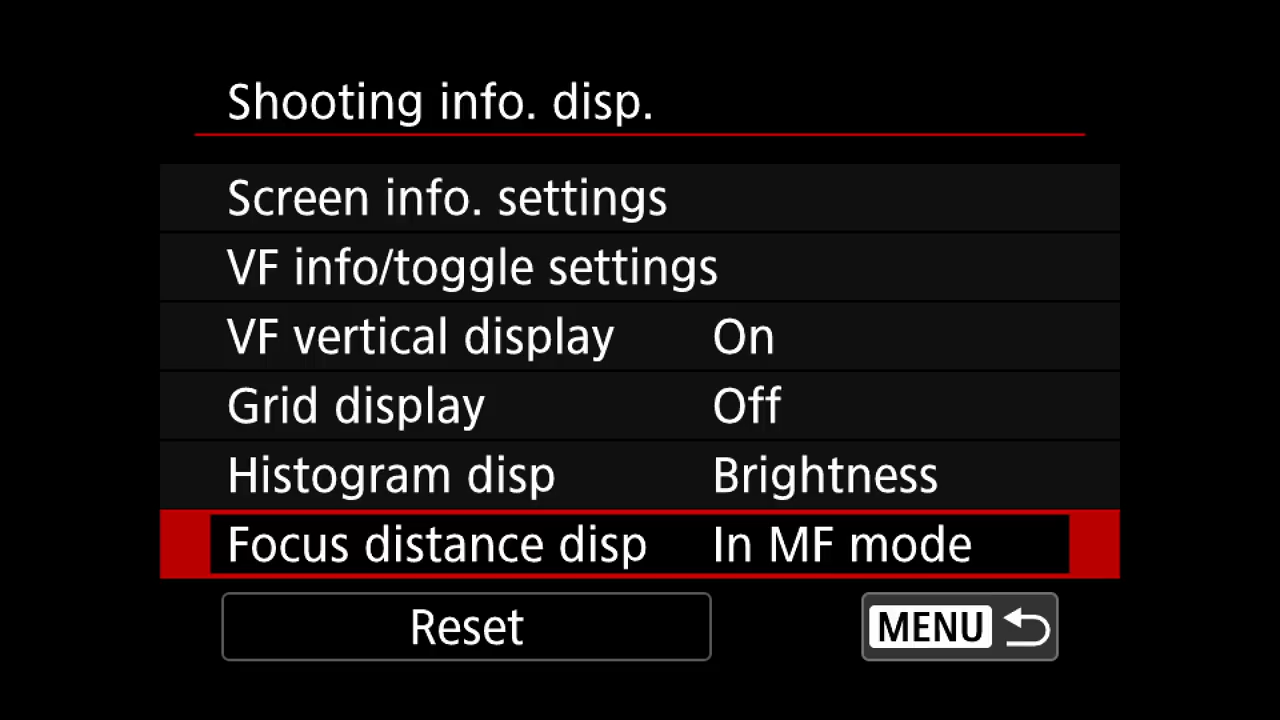 Shooting info. disp.
Screen info. settings
VF info/toggle settings
VF vertical display On
Grid display Off
Histogram disp Brightness
Focus distance disp In MF mode
Reset MENU